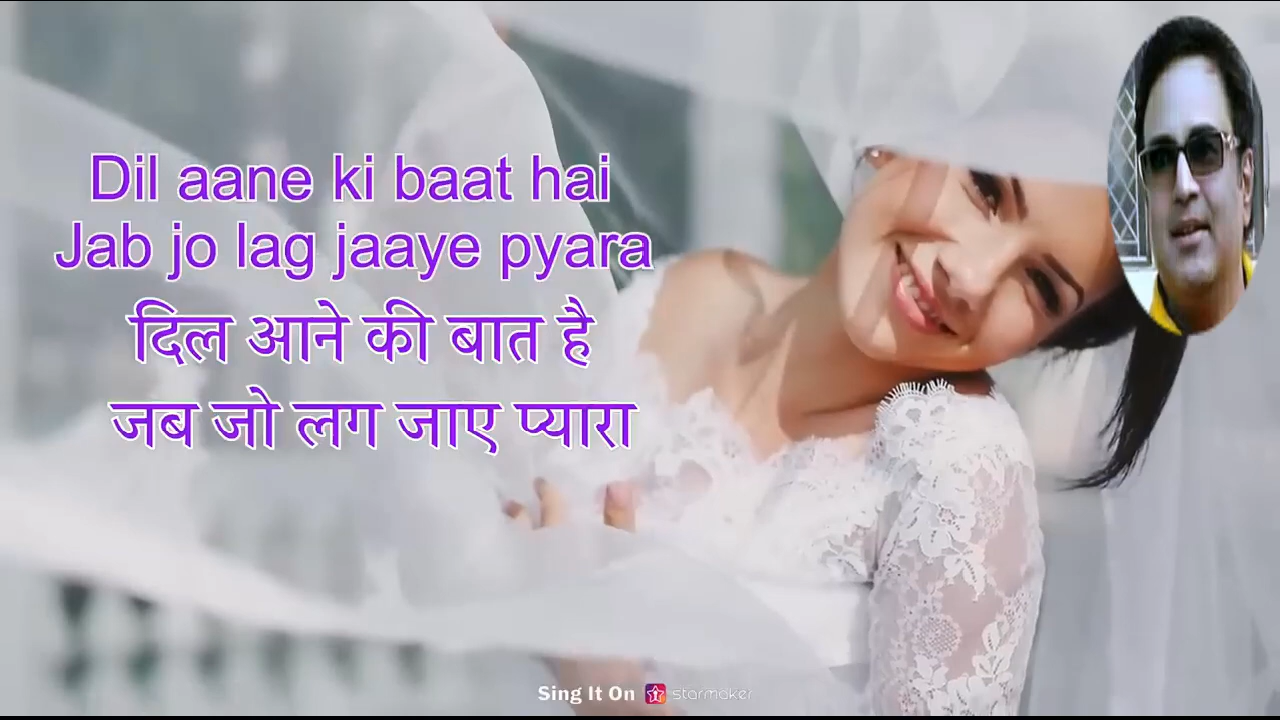 Dil aane ki baat hai
Jab jo lag jaaye pyara
दिल आने की बात है
जब जो लग जाए प्यारा
Sing It On starmaker